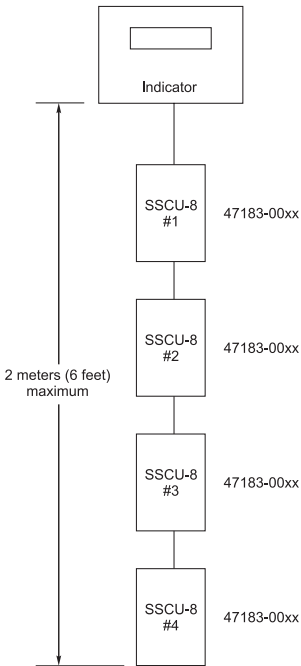 Indicator
SSCU-8
#1
47183-00xx
SSCU-8
#2
47183-00xx
2 meters (6 feet)
maximum
SSCU-8
#3
47183-00xx
SSCU-8
#4
47183-00xx